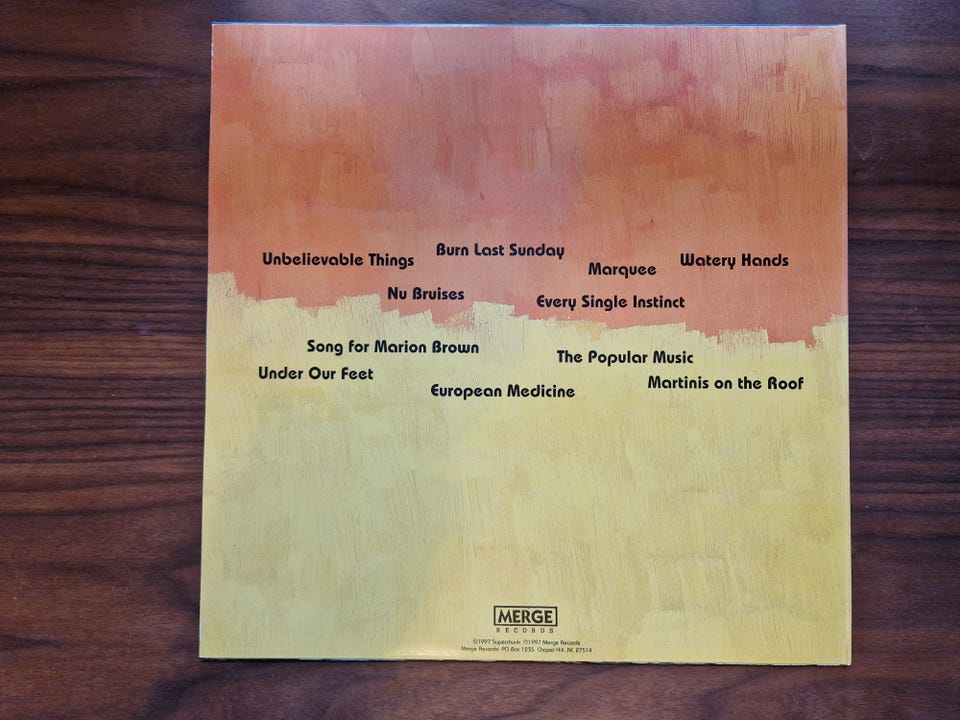 Unbelievable Things
Burn Last Sunday
Marquee
Watery Hands
Nu Bruises
Every Single Instinct
Song for Marion Brown
The Popular Music
Under Our Feet
European Medicine
Martinis on the Roof
MERGE
RECORDS
©1997 Superchunk ℗1997 Merge Records
Merge Records PO Box 1235 Chapel Hill, NC 27514